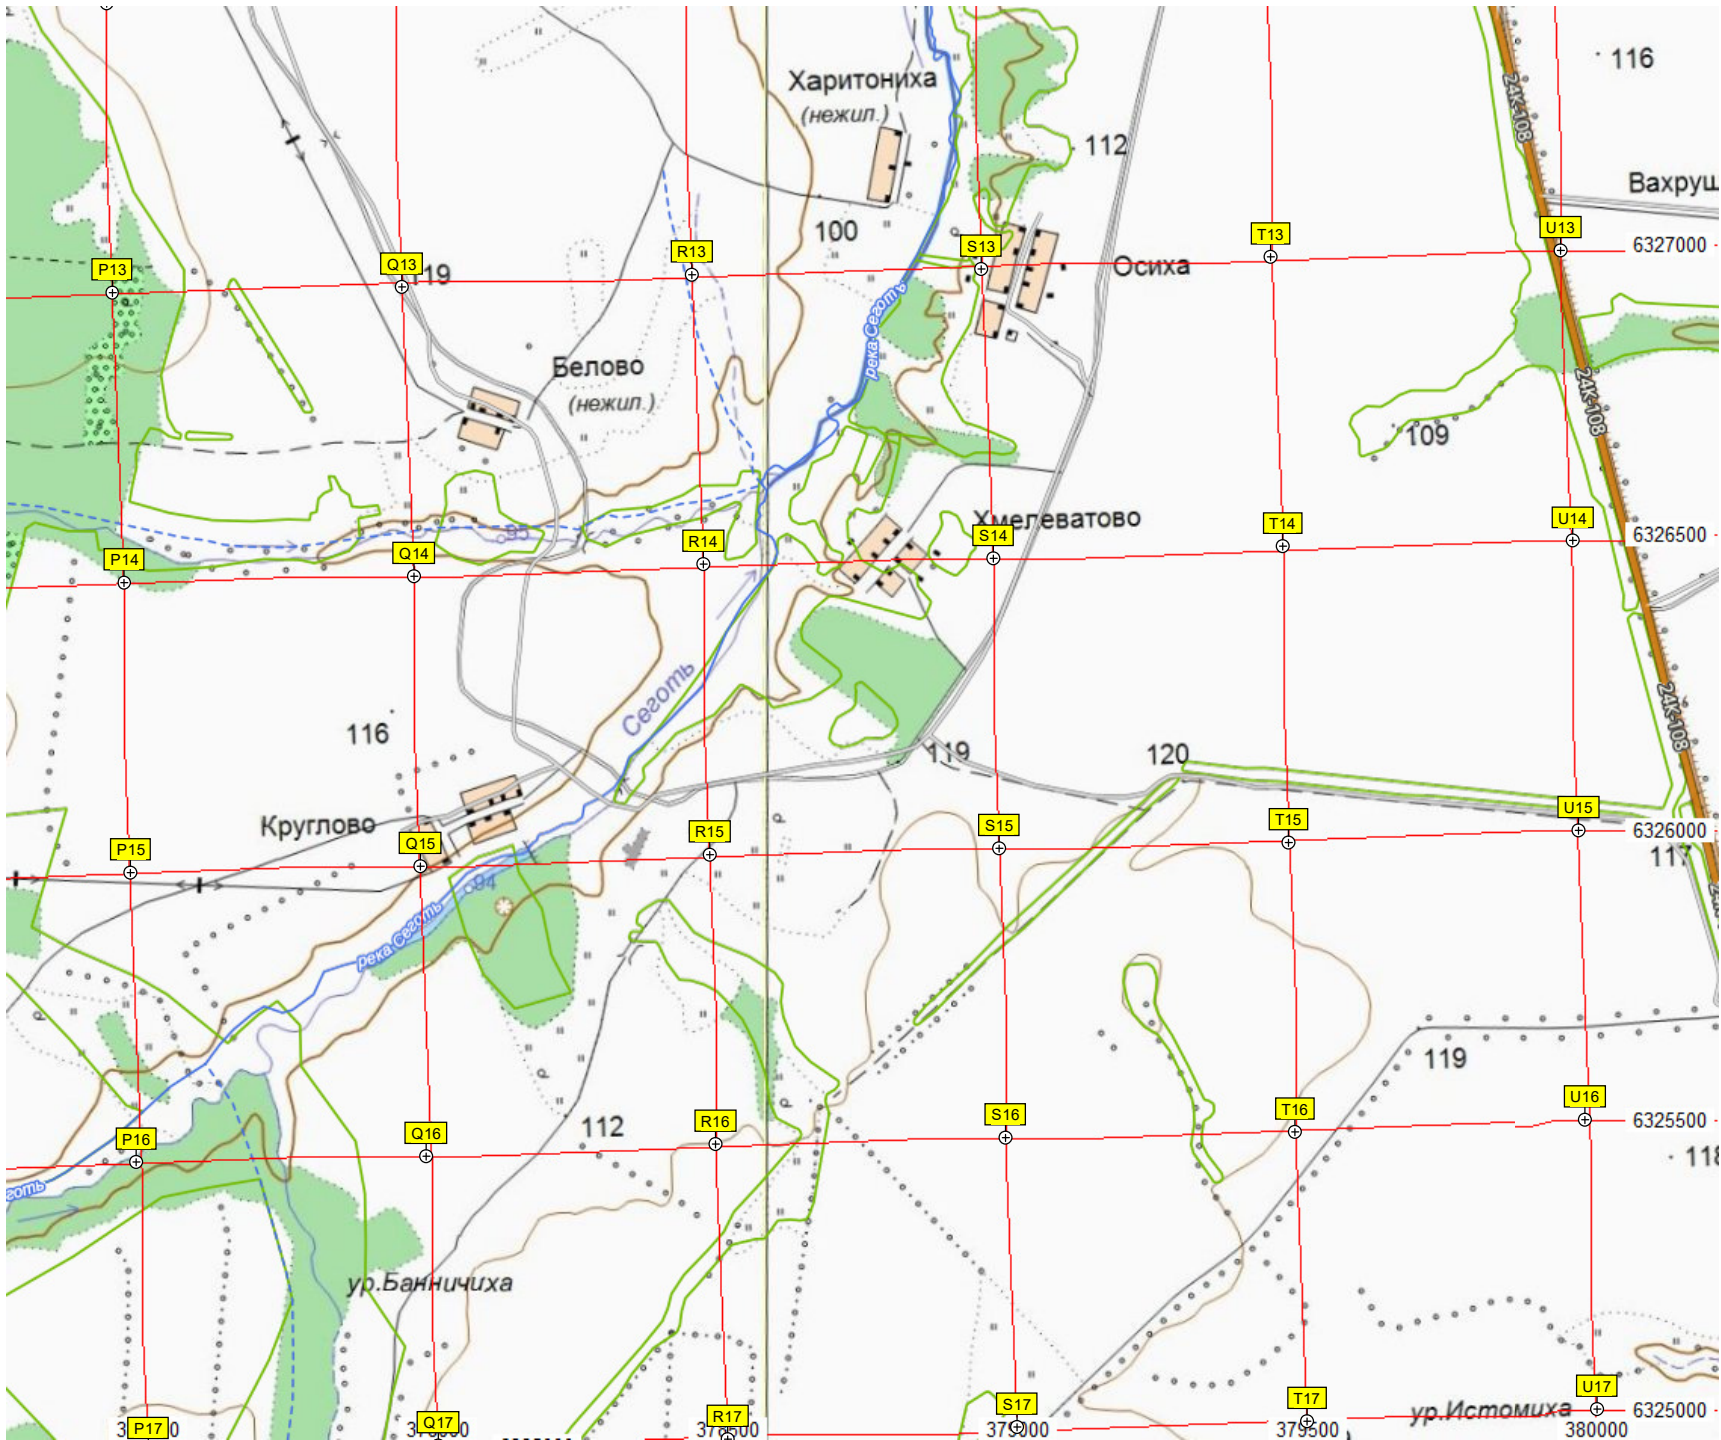 116
24К-108
Харитониха
(нежил.)
112
Вахруш
100
U13
T13
S13
6327000
P13
Q13
119
R13
Осиха
река Сеготь
Белово
(нежил.)
24К-108
109
95
Хмелеватово
P14
Q14
R14
S14
T14
U14
6326500
Сеготь
24К-108
116
119
120
Круглово
P15
Q15
R15
S15
T15
U15
6326000
117
94
река Сеготь
119
112
P16
Q16
R16
S16
T16
U16
6325500
118
ур.Банничиха
P17
Q17
R17
S17
T17
U17
ур.Истомиха
6325000
379000
379500
380000